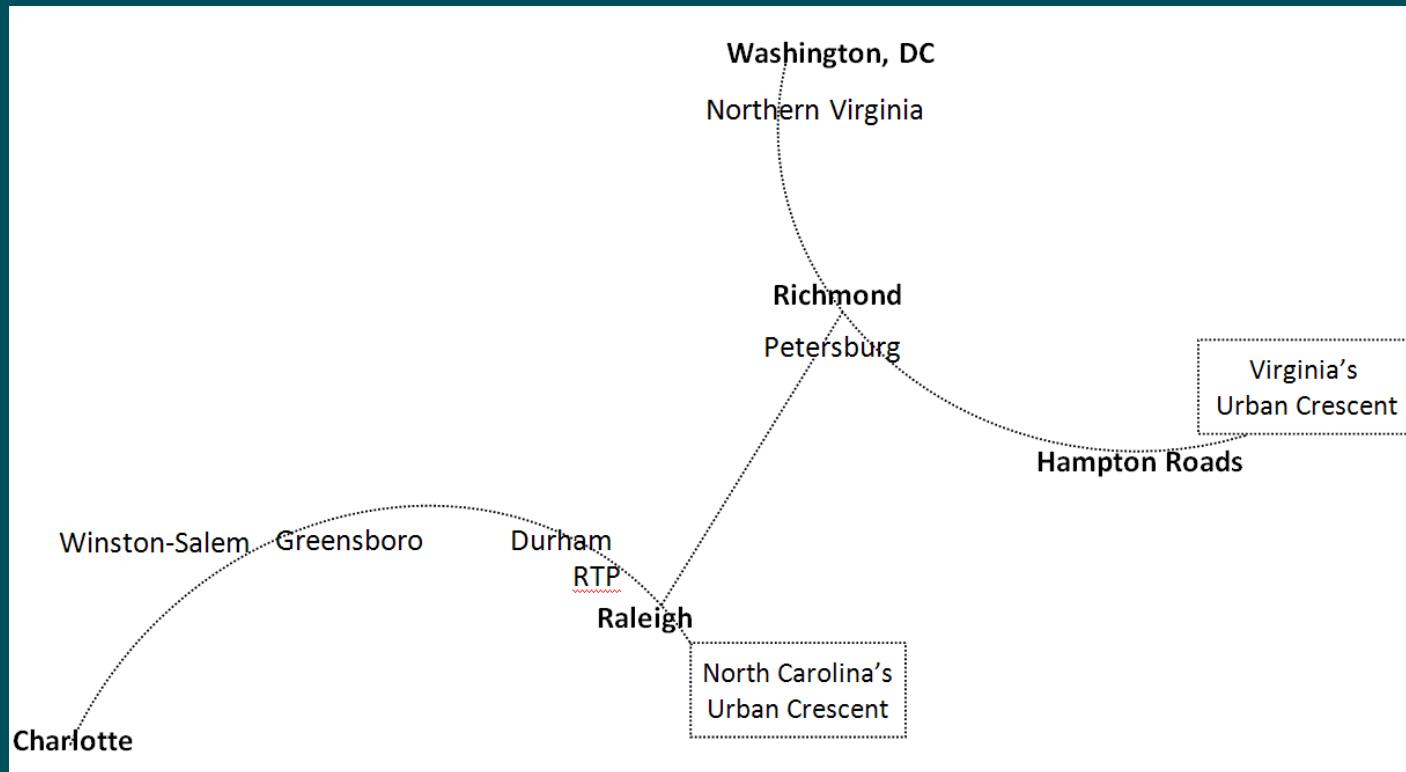 Washington, DC
Northern Virginia
Richmond
Petersburg
Virginia’s
Urban Crescent
Hampton Roads
Winston-Salem
Greensboro
Durham
RTP
Raleigh
North Carolina’s
Urban Crescent
Charlotte